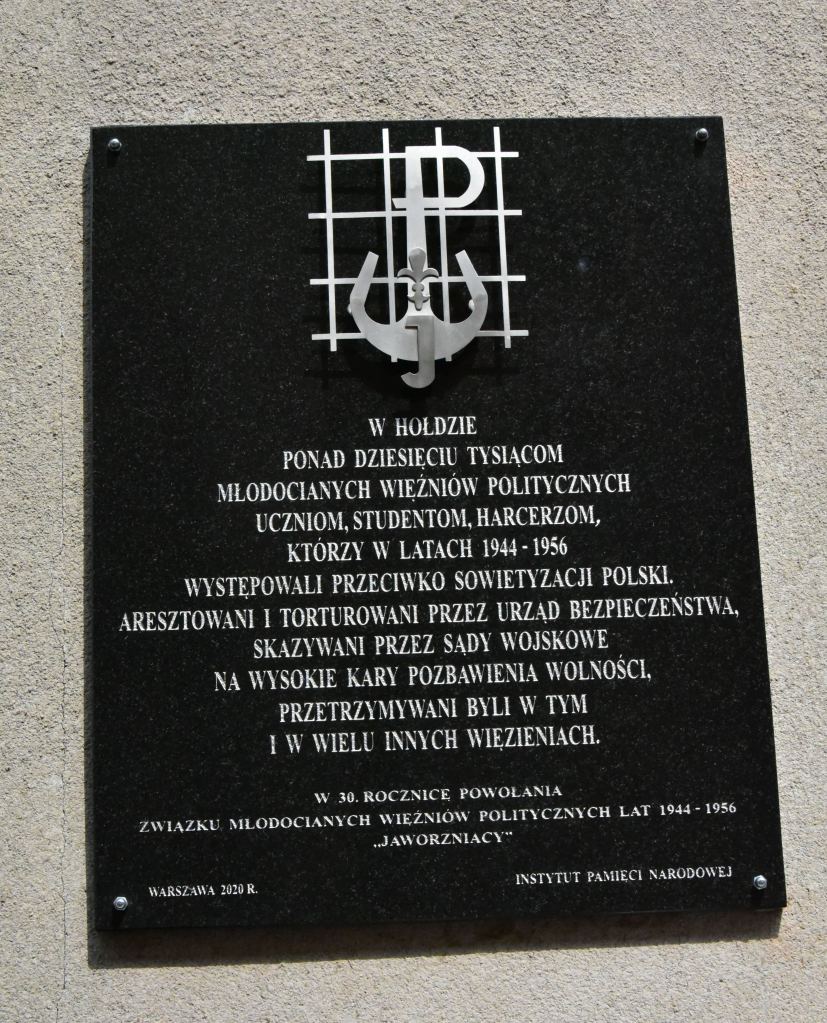 P
J
W HOŁDZIE
PONAD DZIESIĘCIU TYSIĄCOM
MŁODOCIANYCH WIĘŹNIÓW POLITYCZNYCH
UCZNIOM, STUDENTOM, HARCERZOM,
KTÓRZY W LATACH 1944 - 1956
WYSTĘPOWALI PRZECIWKO SOWIETYZACJI POLSKI.
ARESZTOWANI I TORTUROWANI PRZEZ URZĄD BEZPIECZEŃSTWA,
SKAZYWANI PRZEZ SĄDY WOJSKOWE
NA WYSOKIE KARY POZBAWIENIA WOLNOŚCI,
PRZETRZYMYWANI BYLI W TYM
I W WIELU INNYCH WIĘZIENIACH.
W 30. ROCZNICĘ POWOŁANIA
ZWIĄZKU MŁODOCIANYCH WIĘŹNIÓW POLITYCZNYCH LAT 1944 - 1956
„JAWORZNIACY”
WARSZAWA 2020 R.
INSTYTUT PAMIĘCI NARODOWEJ